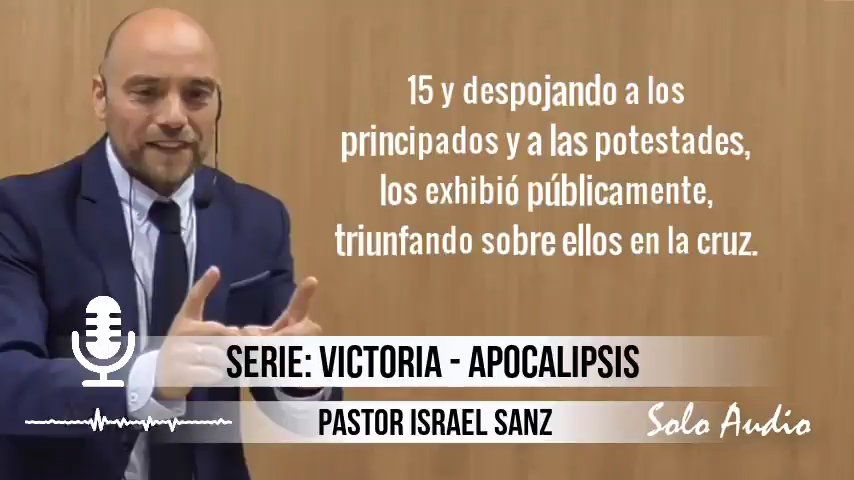 15 y despojando a los
principados y a las potestades,
los exhibió públicamente,
triunfando sobre ellos en la cruz.
SERIE: VICTORIA - APOCALIPSIS
PASTOR ISRAEL SANZ
Solo Audio